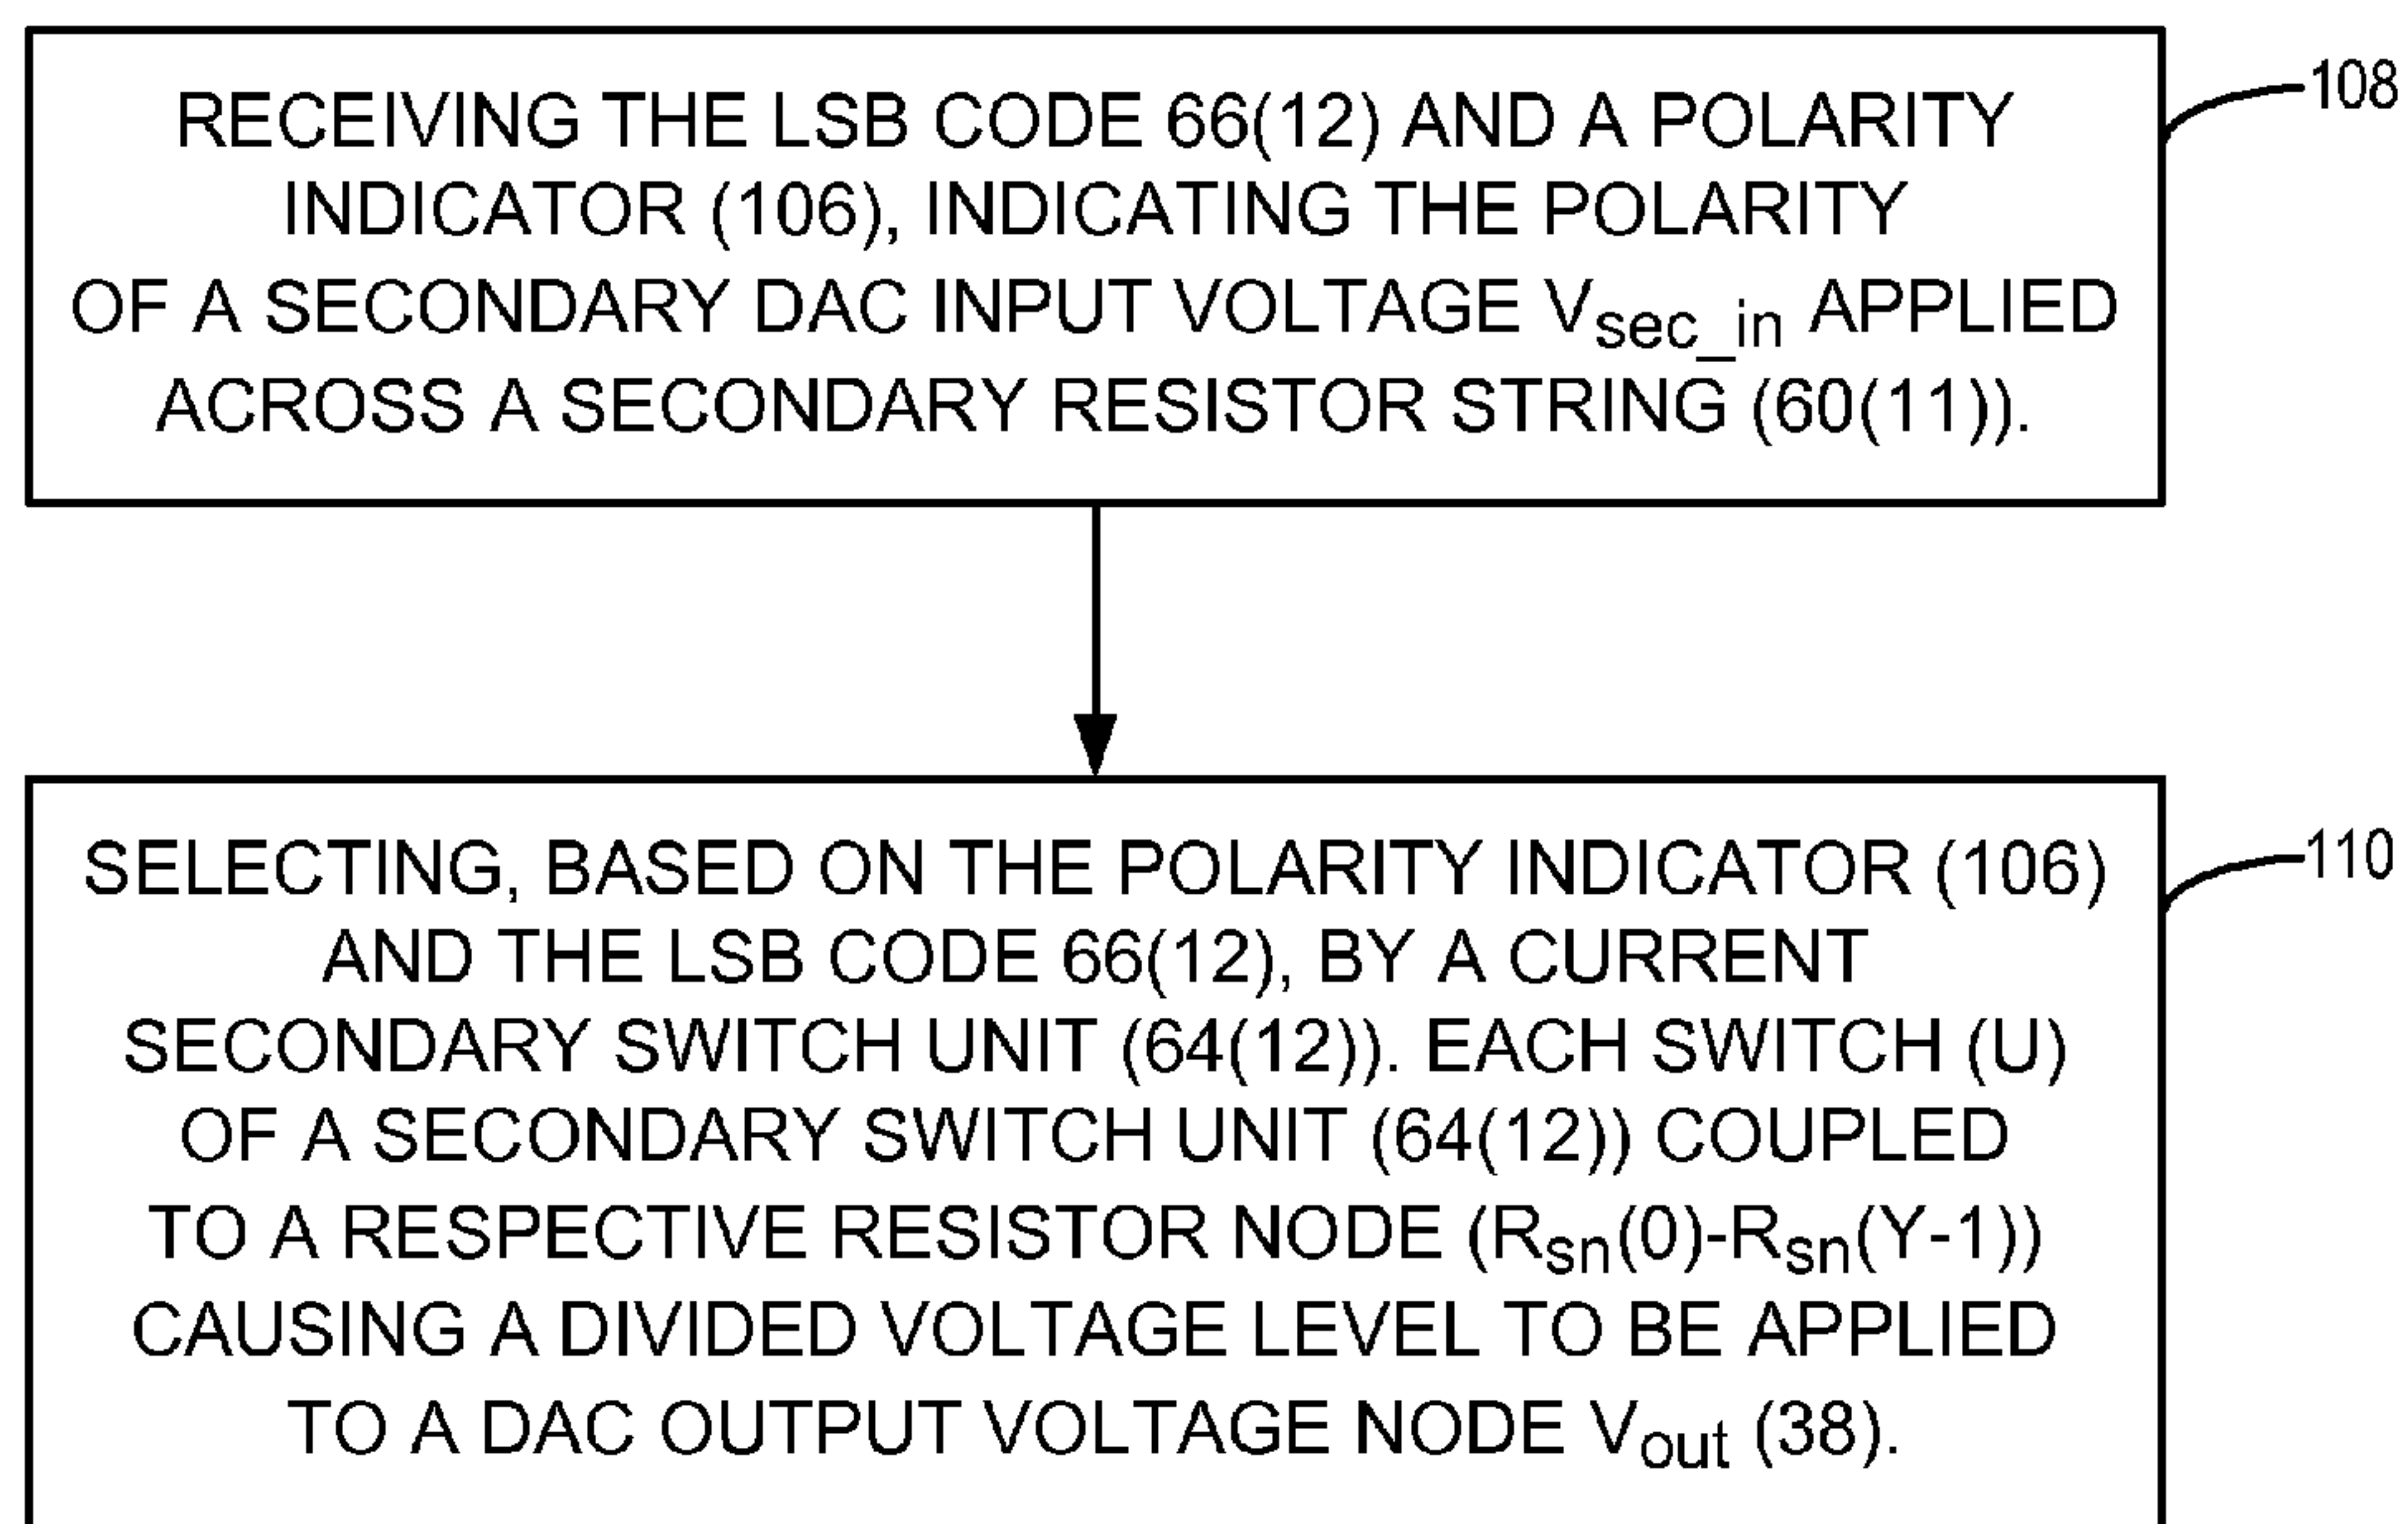 RECEIVING THE LSB CODE 66(12) AND A POLARITY
INDICATOR (106), INDICATING THE POLARITY
OF A SECONDARY DAC INPUT VOLTAGE Vsec_in APPLIED
ACROSS A SECONDARY RESISTOR STRING (60(11)).
108
SELECTING, BASED ON THE POLARITY INDICATOR (106)
AND THE LSB CODE 66(12), BY A CURRENT
SECONDARY SWITCH UNIT (64(12)). EACH SWITCH (U)
OF A SECONDARY SWITCH UNIT (64(12)) COUPLED
TO A RESPECTIVE RESISTOR NODE (Rsn(0)-Rsn(Y-1))
CAUSING A DIVIDED VOLTAGE LEVEL TO BE APPLIED
TO A DAC OUTPUT VOLTAGE NODE Vout (38).
110